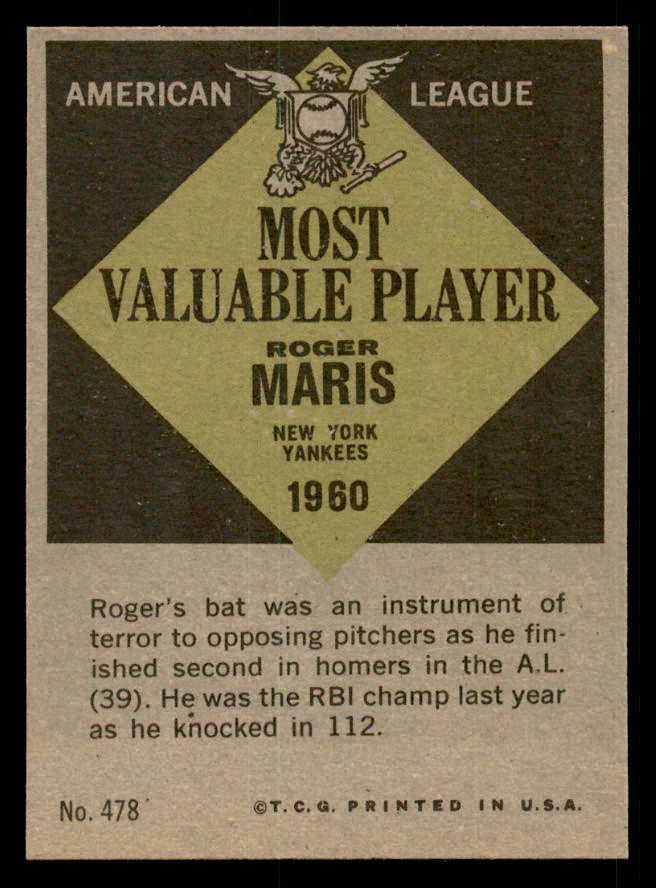 AMERICAN LEAGUE
MOST
VALUABLE PLAYER
ROGER
MARIS
NEW YORK
YANKEES
1960
Roger's bat was an instrument of
terror to opposing pitchers as he fin-
ished second in homers in the A.L.
(39). He was the RBI champ last year
as he knocked in 112.
No. 478 ©T.C.G. PRINTED IN U.S.A.